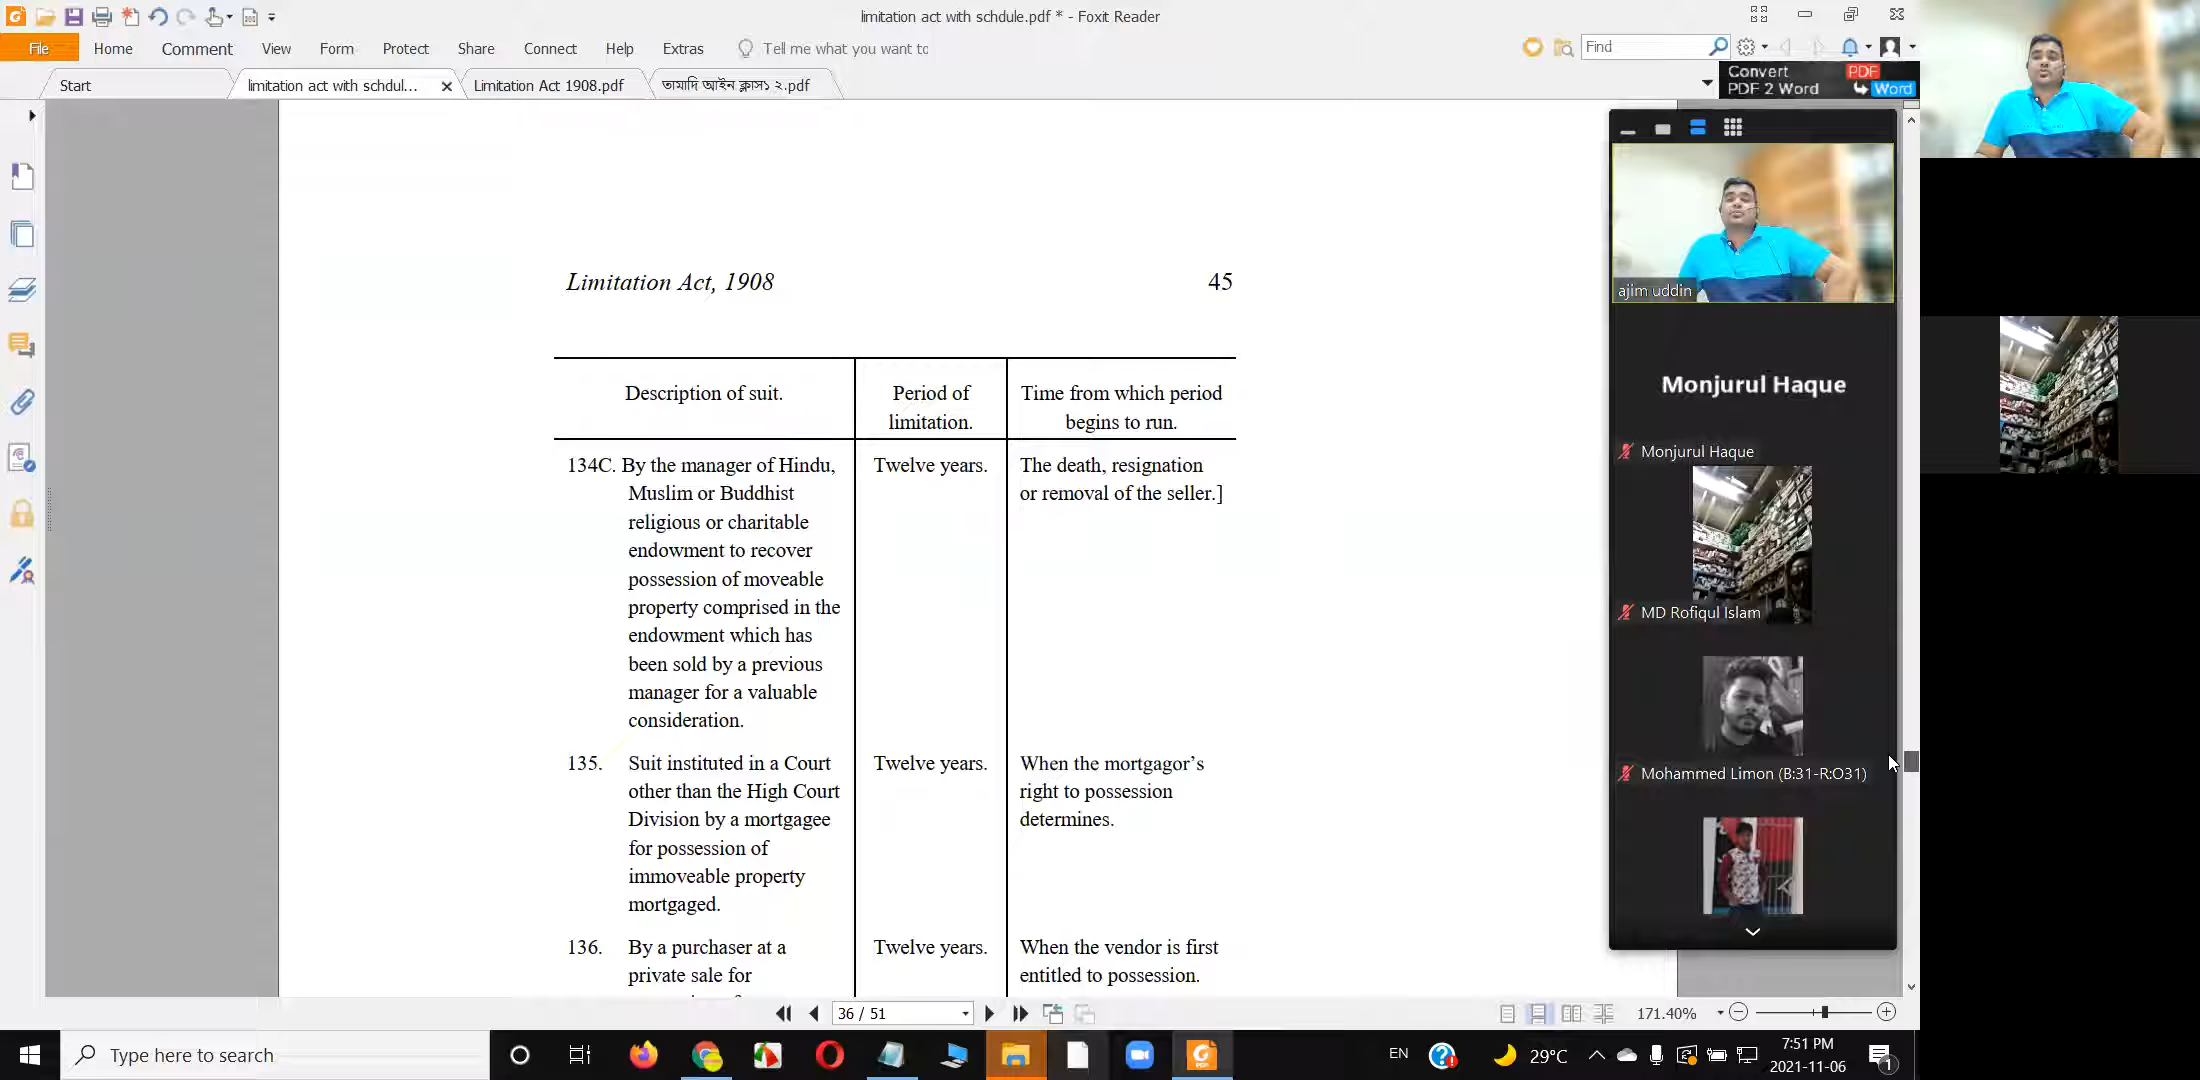 limitation act with schdule.pdf * - Foxit Reader
File Home Comment View Form Protect Share Connect Help Extras Tell me what you want to Find
Start limitation act with schdul... Limitation Act 1908.pdf তামাদি আইন ক্লাস১ ২.pdf
Convert PDF
PDF 2 Word Word
Limitation Act, 1908 45
Description of suit. Period of limitation. Time from which period begins to run.
134C. By the manager of Hindu, Twelve years. The death, resignation
Muslim or Buddhist or removal of the seller.]
religious or charitable
endowment to recover
possession of moveable
property comprised in the
endowment which has
been sold by a previous
manager for a valuable
consideration.
135. Suit instituted in a Court Twelve years. When the mortgagor’s
other than the High Court right to possession
Division by a mortgagee determines.
for possession of
immoveable property
mortgaged.
136. By a purchaser at a Twelve years. When the vendor is first
private sale for entitled to possession.
ajim uddin
Monjurul Haque
Monjurul Haque
MD Rofiqul Islam
Mohammed Limon (B:31-R:O31)
36 / 51
171.40%
Type here to search
EN
29°C
7:51 PM
2021-11-06
1